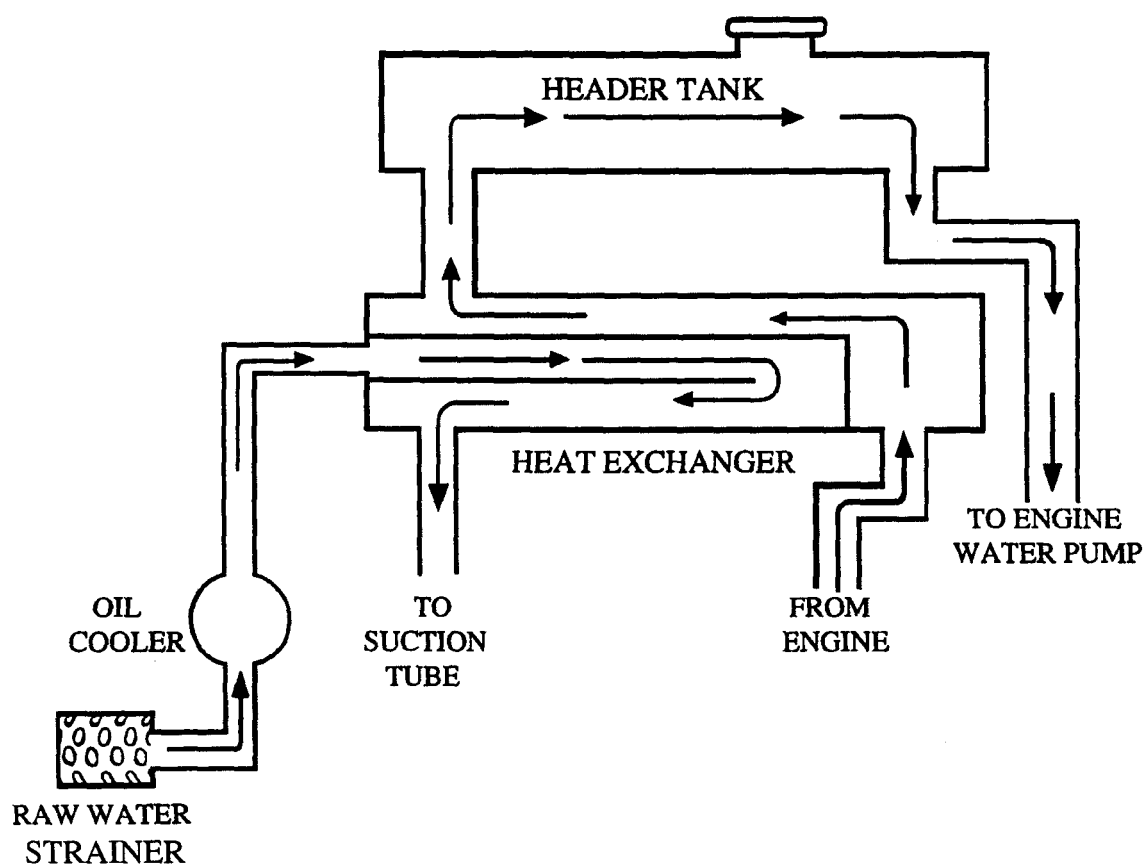 HEADER TANK
HEAT EXCHANGER
TO ENGINE
WATER PUMP
OIL
COOLER
TO
SUCTION
TUBE
FROM
ENGINE
RAW WATER
STRAINER